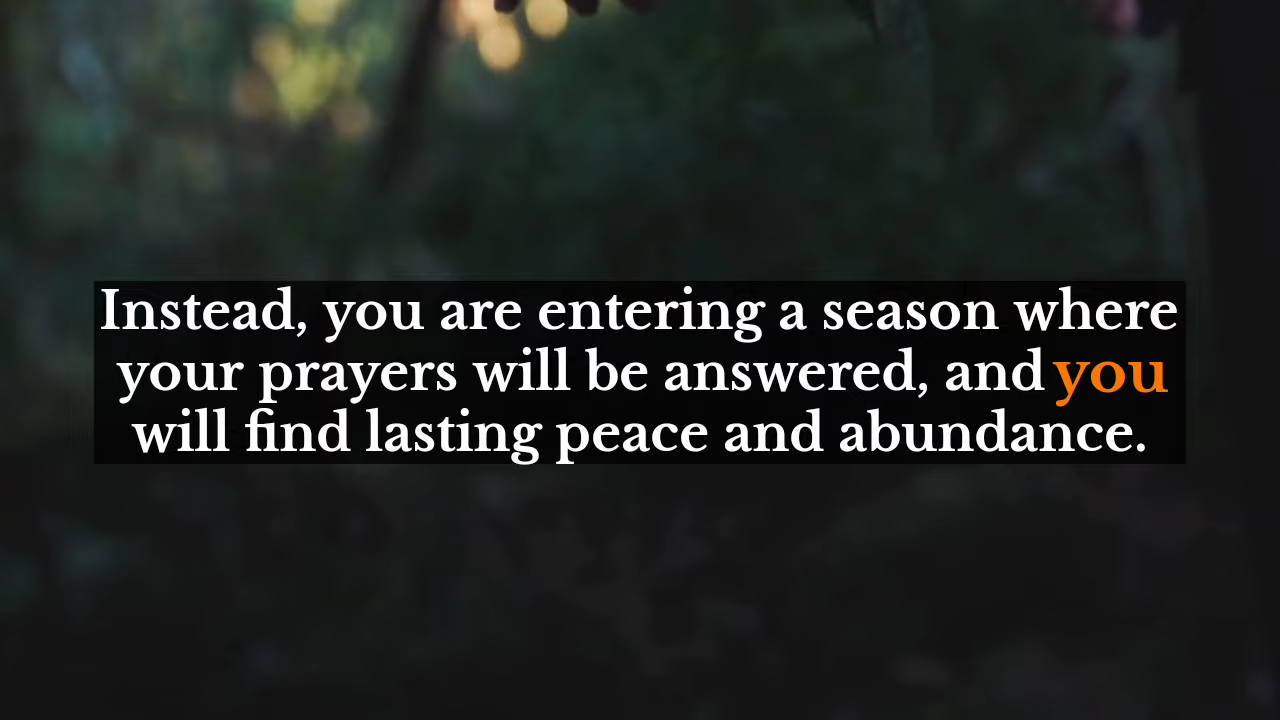 Instead, you are entering a season where
your prayers will be answered, and you
will find lasting peace and abundance.